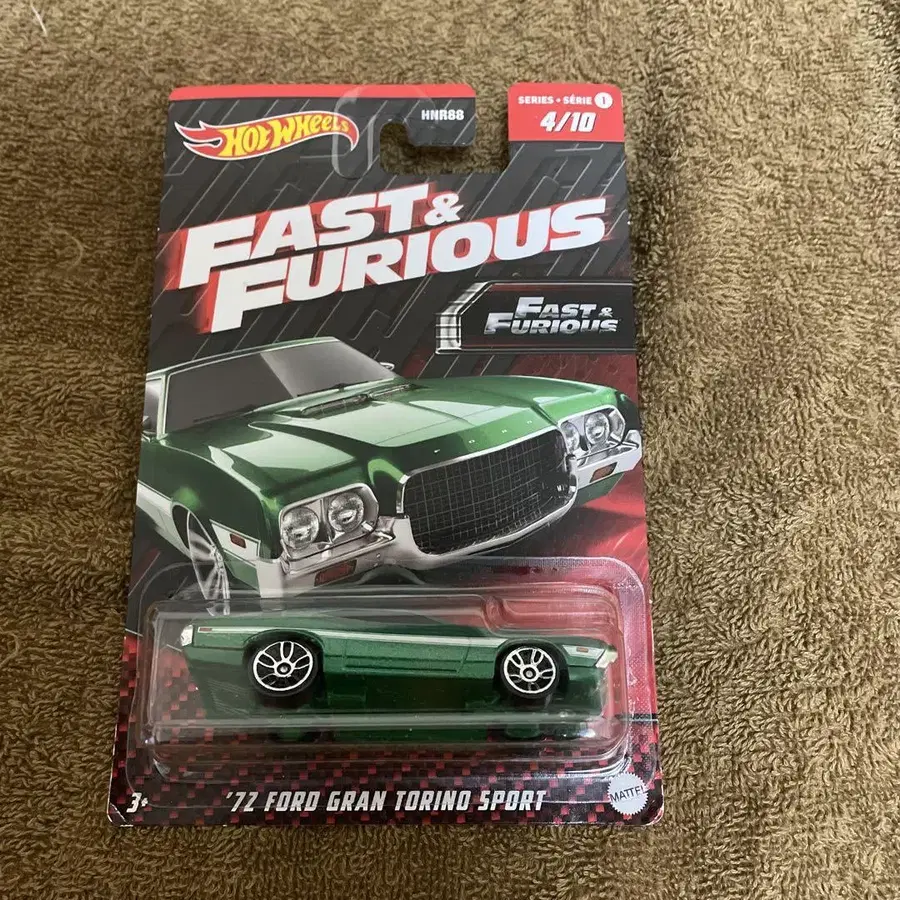 HOT WHEELS
HNR88
SERIES • SÉRIE 1
4/10
FAST &
FURIOUS
FAST &
FURIOUS
FORD
3+
'72 FORD GRAN TORINO SPORT
MATTEL